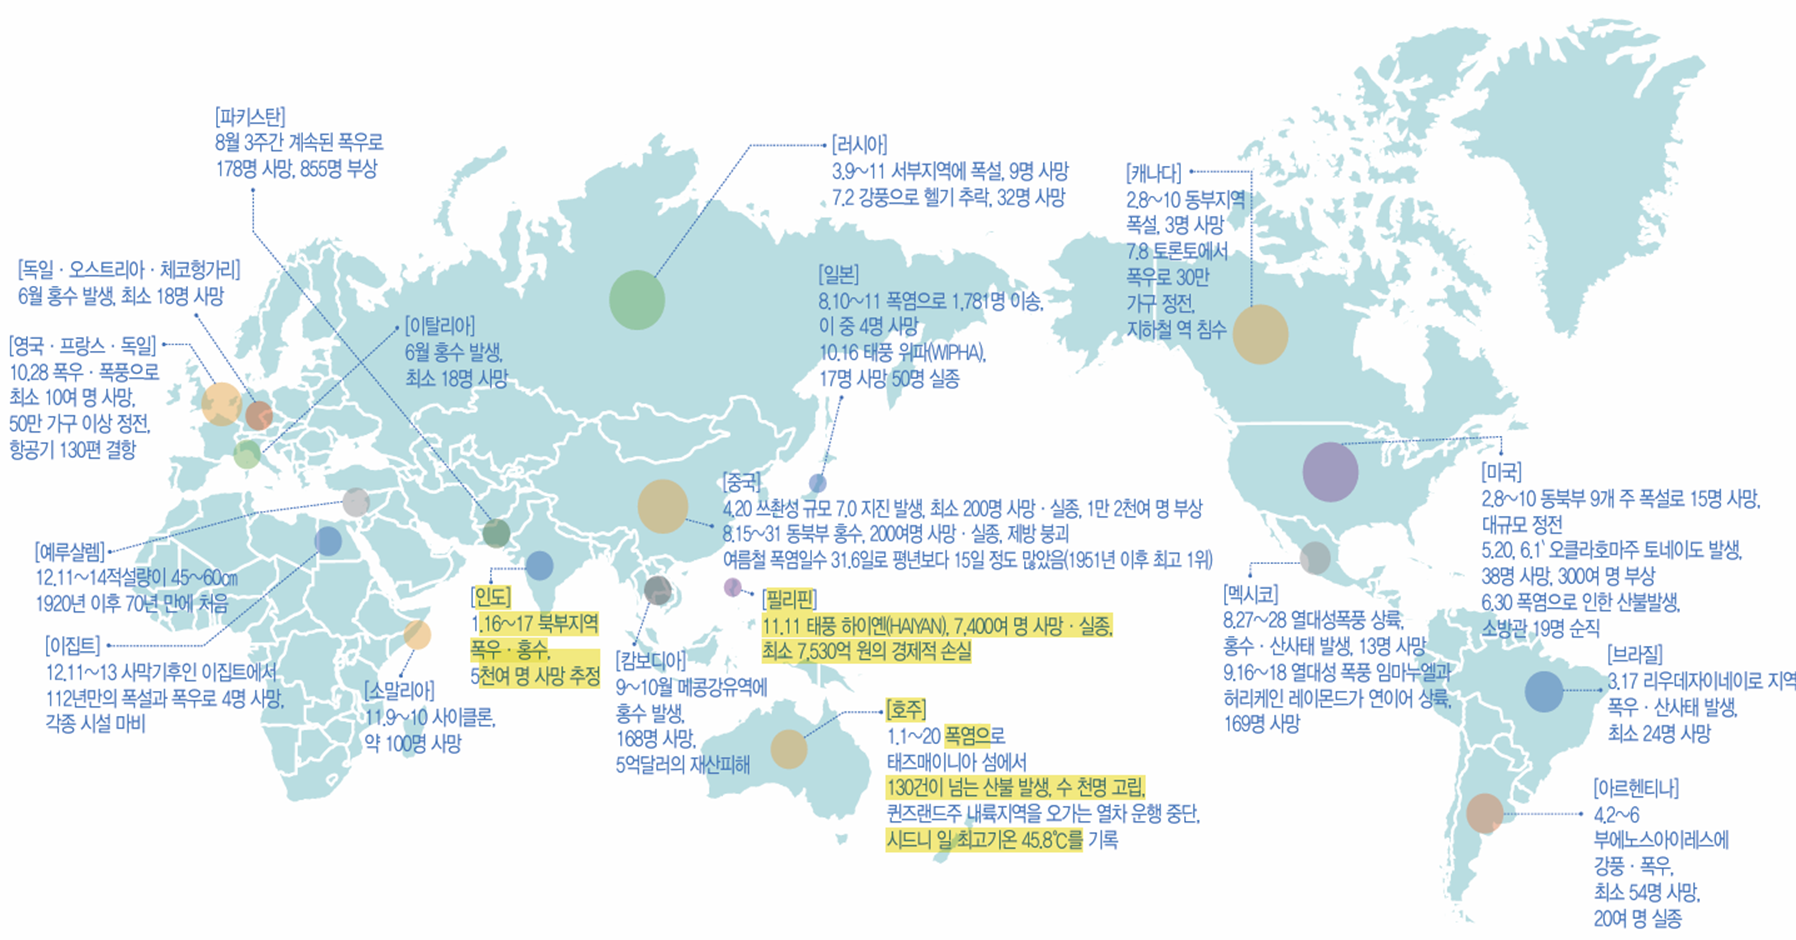 [파키스탄]
8월 3주간 계속된 폭우로
178명 사망, 855명 부상
[러시아]
3.9~11 서부지역에 폭설, 9명 사망
7.2 강풍으로 헬기 추락, 32명 사망
[캐나다]
2.8~10 동부지역
폭설, 3명 사망
7.8 토론토에서
폭우로 30만
가구 정전,
지하철 역 침수
[독일 · 오스트리아 · 체코헝가리]
6월 홍수 발생, 최소 18명 사망
[일본]
8.10~11 폭염으로 1,781명 이송,
이 중 4명 사망
10.16 태풍 위파(WIPHA),
17명 사망 50명 실종
[이탈리아]
6월 홍수 발생,
최소 18명 사망
[영국 · 프랑스 · 독일]
10.28 폭우 · 폭풍으로
최소 10여 명 사망,
50만 가구 이상 정전,
항공기 130편 결항
[중국]
4.20 쓰촨성 규모 7.0 지진 발생, 최소 200명 사망 · 실종, 1만 2천여 명 부상
8.15~31 동북부 홍수, 200여명 사망 · 실종, 제방 붕괴
여름철 폭염일수 31.6일로 평년보다 15일 정도 많았음(1951년 이후 최고 1위)
[미국]
2.8~10 동북부 9개 주 폭설로 15명 사망,
대규모 정전
5.20, 6.1' 오클라호마주 토네이도 발생,
38명 사망, 300여 명 부상
6.30 폭염으로 인한 산불발생,
소방관 19명 순직
[예루살렘]
12.11~14적설량이 45~60㎝
1920년 이후 70년 만에 처음
[이집트]
12.11~13 사막기후인 이집트에서
112년만의 폭설과 폭우로 4명 사망,
각종 시설 마비
[소말리아]
11.9~10 사이클론,
약 100명 사망
[인도]
1.16~17 북부지역
폭우 · 홍수,
5천여 명 사망 추정
[필리핀]
11.11 태풍 하이옌(HAIYAN), 7,400여 명 사망 · 실종,
최소 7,530억 원의 경제적 손실
[캄보디아]
9~10월 메콩강유역에
홍수 발생,
168명 사망,
5억달러의 재산피해
[호주]
1.1~20 폭염으로
태즈매이니아 섬에서
130건이 넘는 산불 발생, 수 천명 고립,
퀸즈랜드주 내륙지역을 오가는 열차 운행 중단,
시드니 일 최고기온 45.8℃를 기록
[멕시코]
8.27~28 열대성폭풍 상륙,
홍수 · 산사태 발생, 13명 사망
9.16~18 열대성 폭풍 임마누엘과
허리케인 레이몬드가 연이어 상륙,
169명 사망
[브라질]
3.17 리우데자이네이로 지역
폭우 · 산사태 발생,
최소 24명 사망
[아르헨티나]
4.2~6
부에노스아이레스에
강풍 · 폭우,
최소 54명 사망,
20여 명 실종